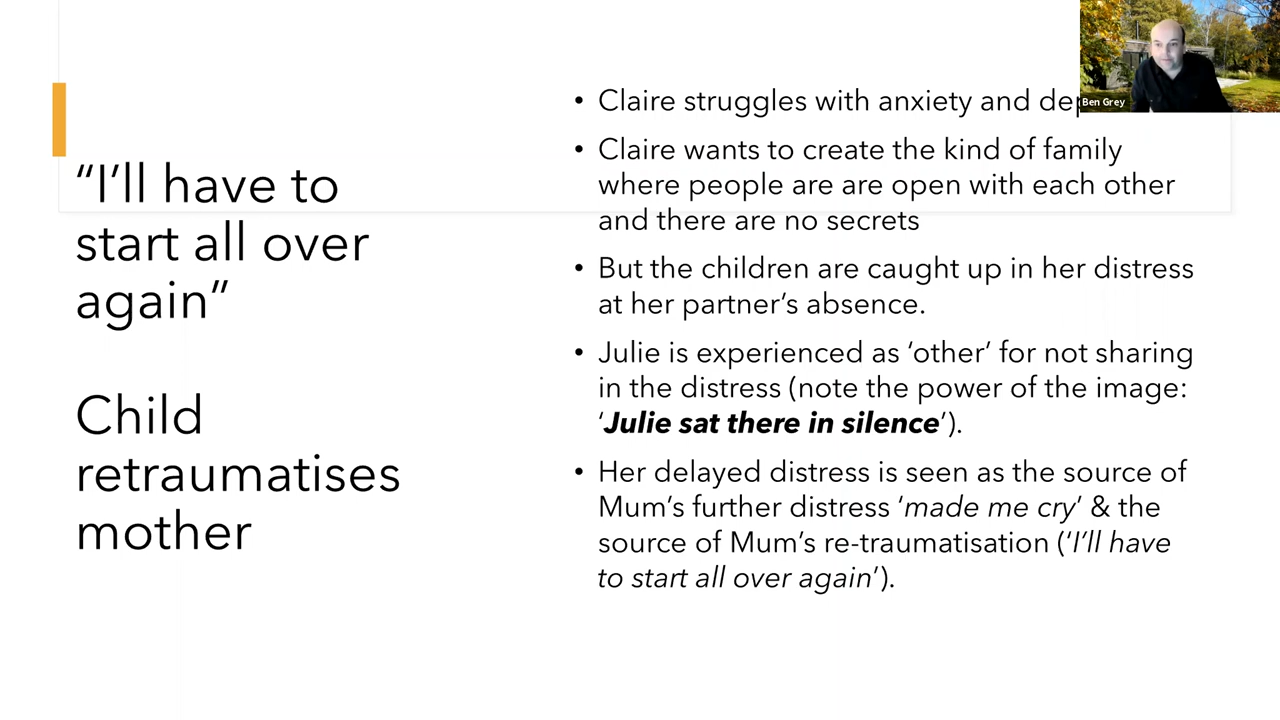 “I’ll have to
start all over
again”
Child
retraumatises
mother
• Claire struggles with anxiety and
• Claire wants to create the kind of family
where people are are open with each other
and there are no secrets
• But the children are caught up in her distress
at her partner’s absence.
• Julie is experienced as ‘other’ for not sharing
in the distress (note the power of the image:
‘Julie sat there in silence’).
• Her delayed distress is seen as the source of
Mum’s further distress ‘made me cry’ & the
source of Mum’s re-traumatisation (‘I’ll have
to start all over again’).
Ben Grey